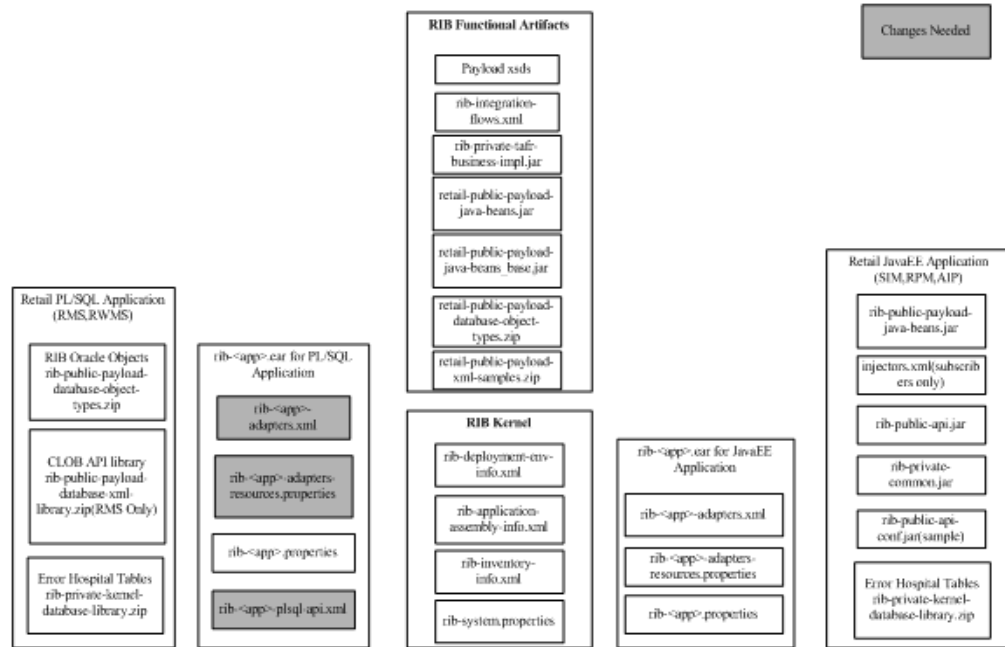 RIB Functional Artifacts
Payload xsds
rib-integration-
flows.xml
rib-private-tafr-
business-impl.jar
retail-public-payload-
java-beans.jar
retail-public-payload-
java-beans_base.jar
retail-public-payload-
database-object-
types.zip
retail-public-payload-
xml-samples.zip
Changes Needed
Retail PL/SQL Application
(RMS,RWMS)
RIB Oracle Objects
rib-public-payload-
database-object-
types.zip
CLOB API library
rib-public-payload-
database-xml-
library.zip(RMS Only)
Error Hospital Tables
rib-private-kernel-
database-library.zip
rib-<app>.ear for PL/SQL
Application
rib-<app>-
adapters.xml
rib-<app>-adapters-
resources.properties
rib-<app>.properties
rib-<app>-plsql-api.xml
RIB Kernel
rib-deployment-env-
info.xml
rib-application-
assembly-info.xml
rib-inventory-
info.xml
rib-system.properties
rib-<app>.ear for JavaEE
Application
rib-<app>-adapters.xml
rib-<app>-adapters-
resources.properties
rib-<app>.properties
Retail JavaEE Application
(SIM,RPM,AIP)
rib-public-payload-
java-beans.jar
injectors.xml(subscri
bers only)
rib-public-api.jar
rib-private-
common.jar
rib-public-api-
conf.jar(sample)
Error Hospital Tables
rib-private-kernel-
database-library.zip